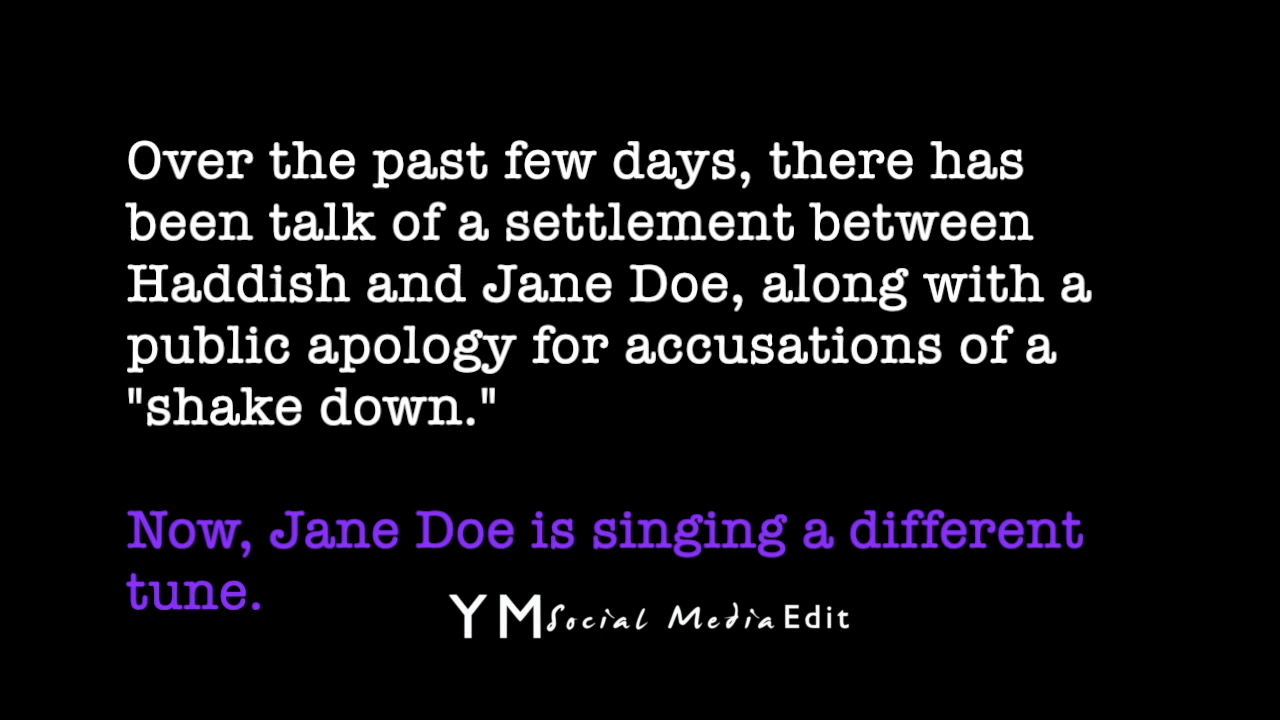 Over the past few days, there has
been talk of a settlement between
Haddish and Jane Doe, along with a
public apology for accusations of a
"shake down."
Now, Jane Doe is singing a different
tune.
YM Social Media Edit